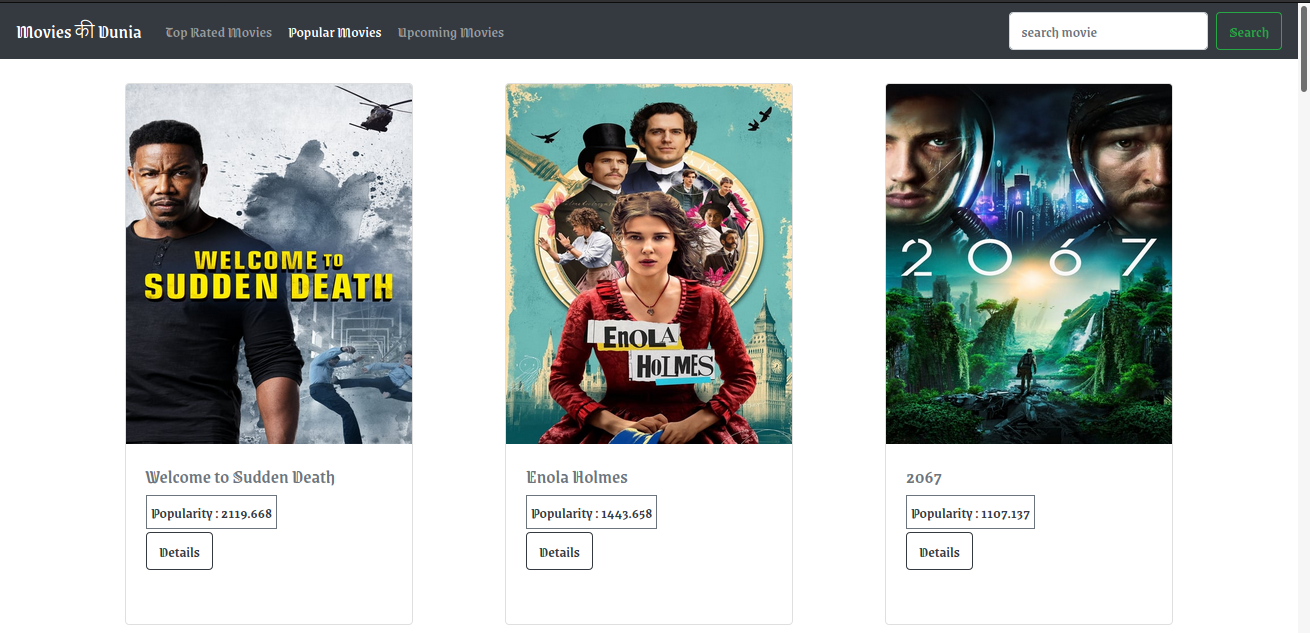 Movies की Dunia Top Rated Movies Popular Movies Upcoming Movies search movie Search
WELCOME TO
SUDDEN DEATH
ENOLA
HOLMES
2067
Welcome to Sudden Death
Popularity : 2119.668
Details
Enola Holmes
Popularity : 1443.658
Details
2067
Popularity : 1107.137
Details